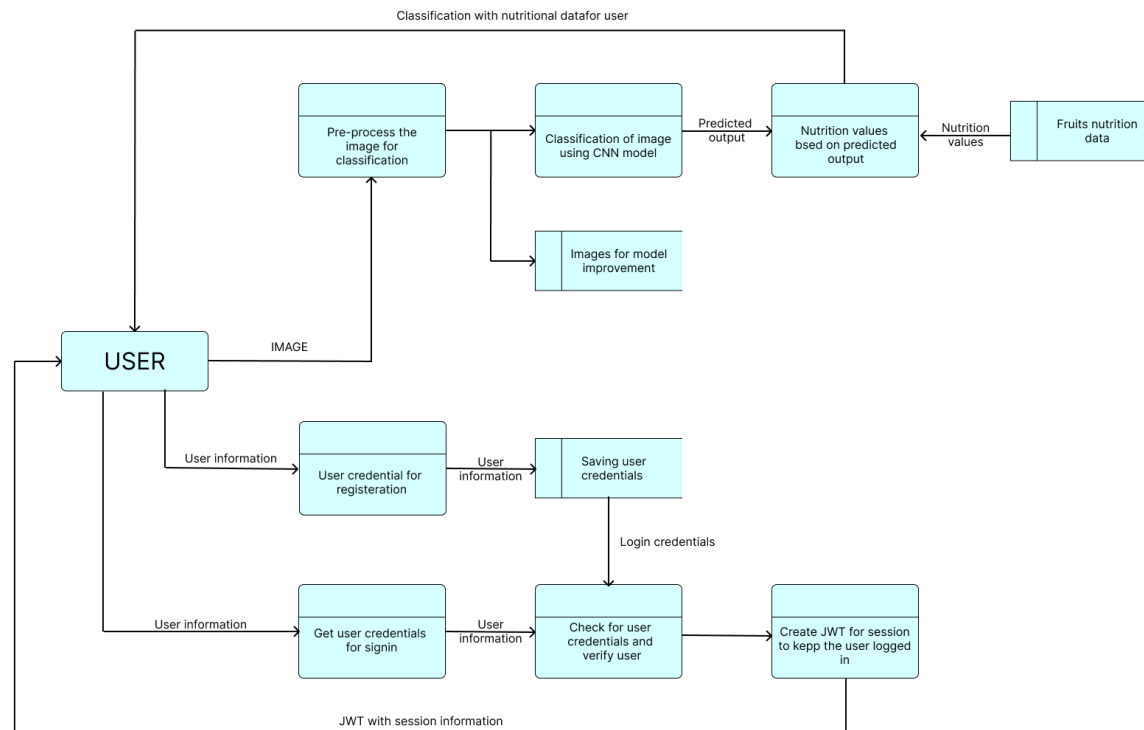 Classification with nutritional datafor user
Pre-process the
image for
classification
Classification of image
using CNN model
Predicted
output
Nutrition values
bsed on predicted
output
Nutrition
values
Fruits nutrition
data
Images for model
improvement
USER
IMAGE
User information
User credential for
registeration
User
information
Saving user
credentials
Login credentials
User information
Get user credentials
for signin
User
information
Check for user
credentials and
verify user
Create JWT for session
to kepp the user logged
in
JWT with session information